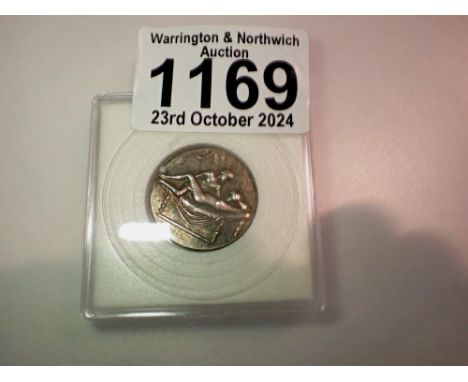 Warrington & Northwich
Auction
1169
23rd October 2024